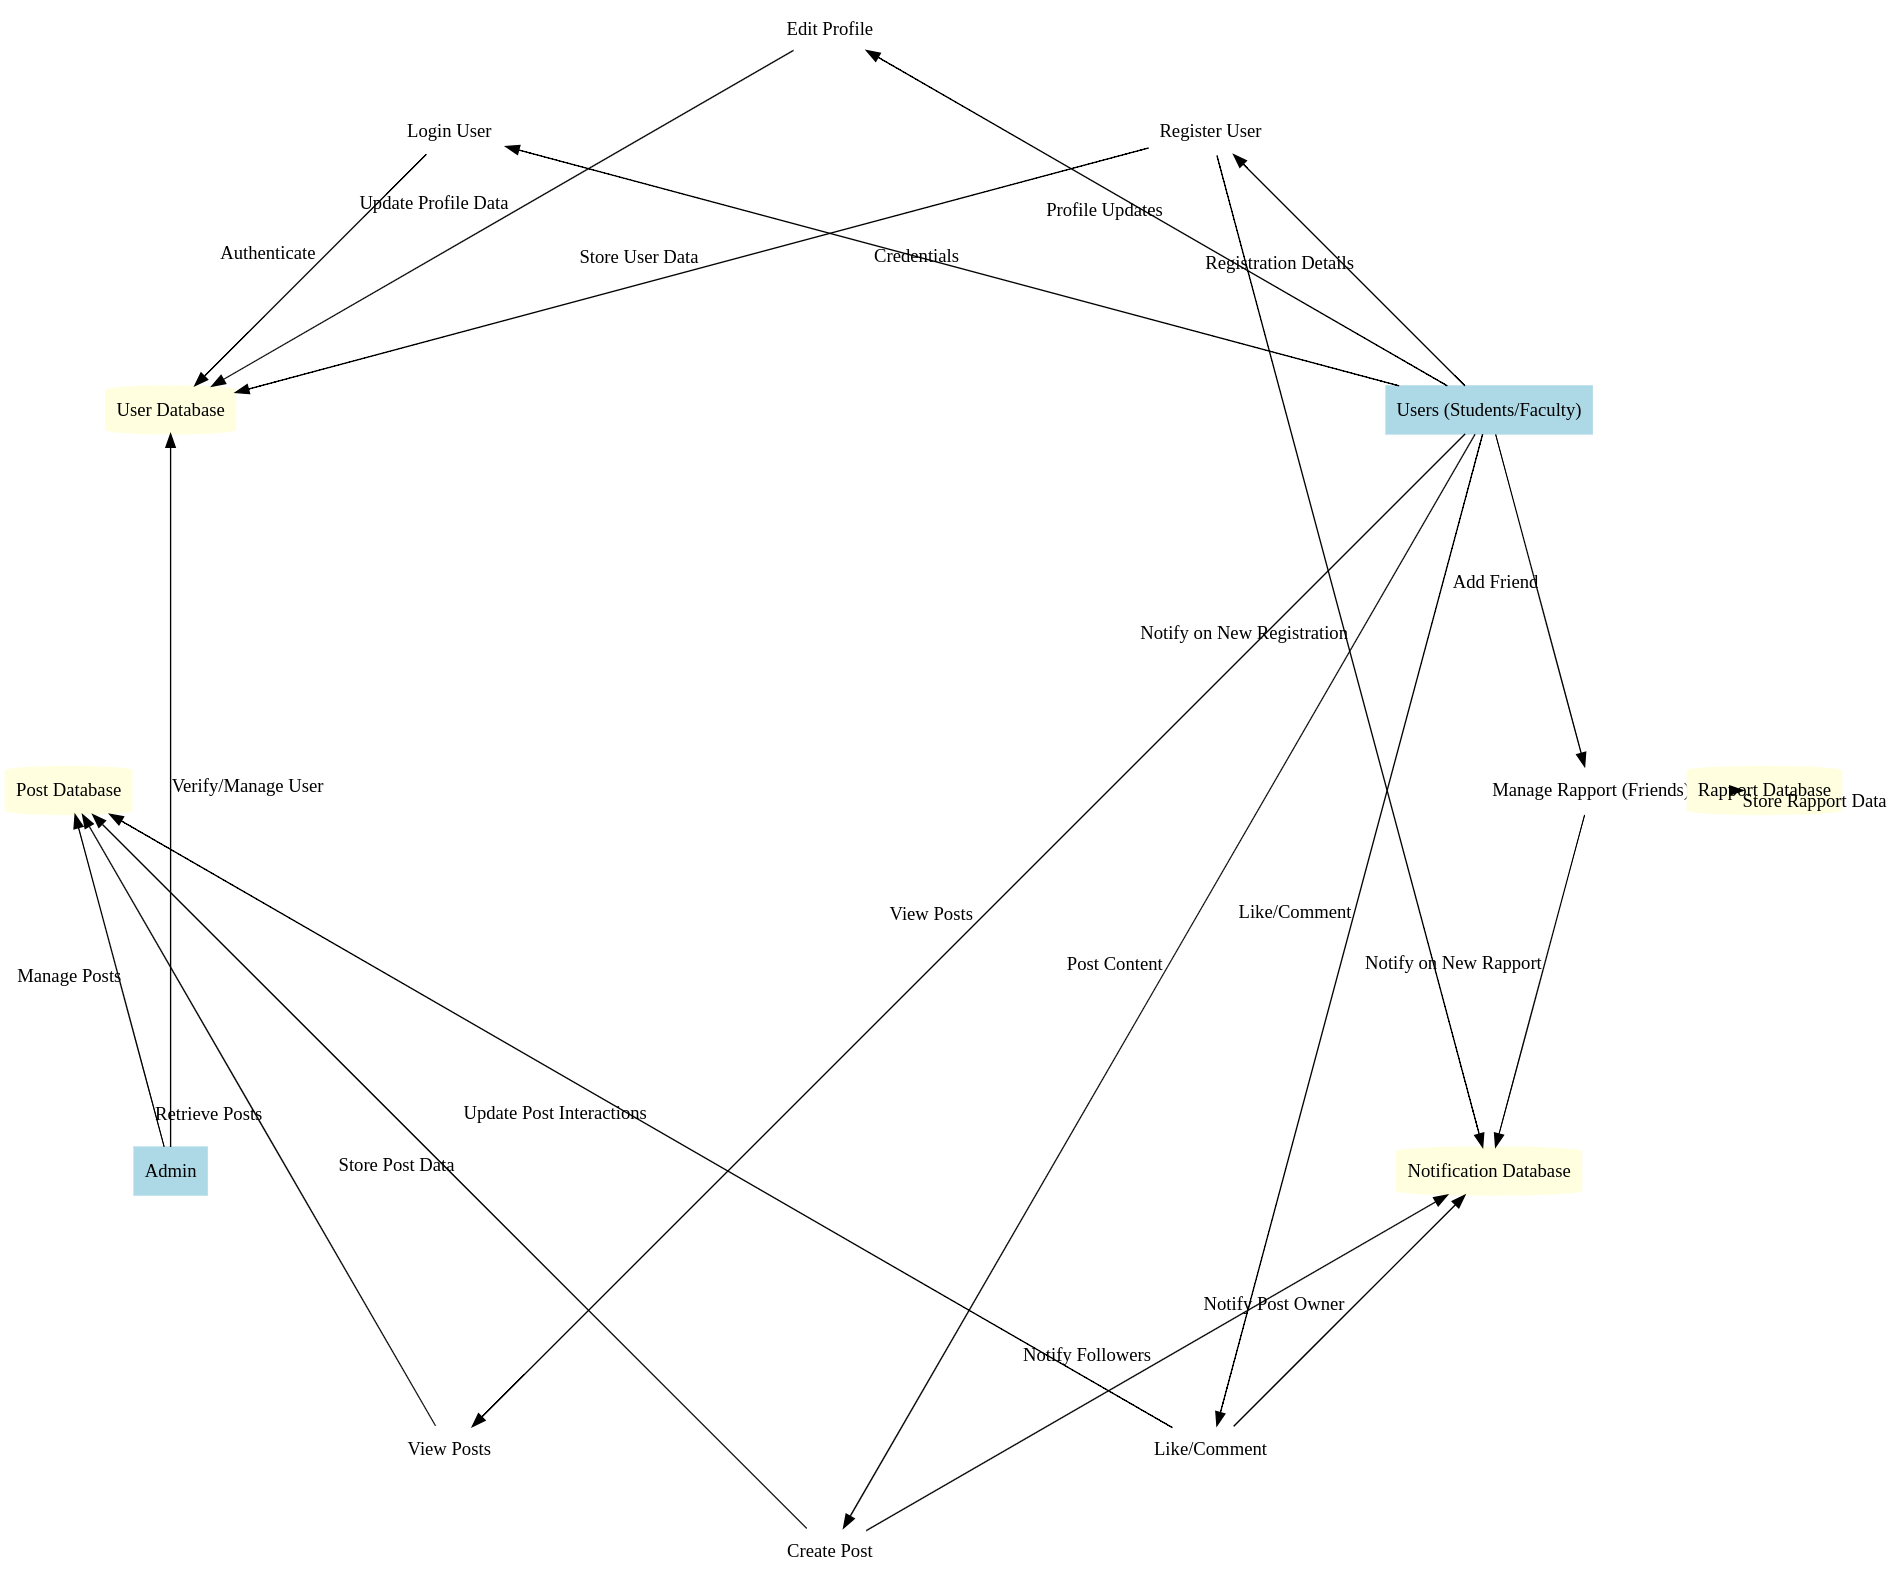 Edit Profile
Login User
Register User
Update Profile Data
Profile Updates
Authenticate
Store User Data
Credentials
Registration Details
User Database
Users (Students/Faculty)
Add Friend
Notify on New Registration
Post Database
Verify/Manage User
Manage Rapport (Friends)
Rapport Database
Store Rapport Data
View Posts
Like/Comment
Post Content
Notify on New Rapport
Manage Posts
Retrieve Posts
Update Post Interactions
Store Post Data
Admin
Notification Database
Notify Post Owner
Notify Followers
View Posts
Like/Comment
Create Post